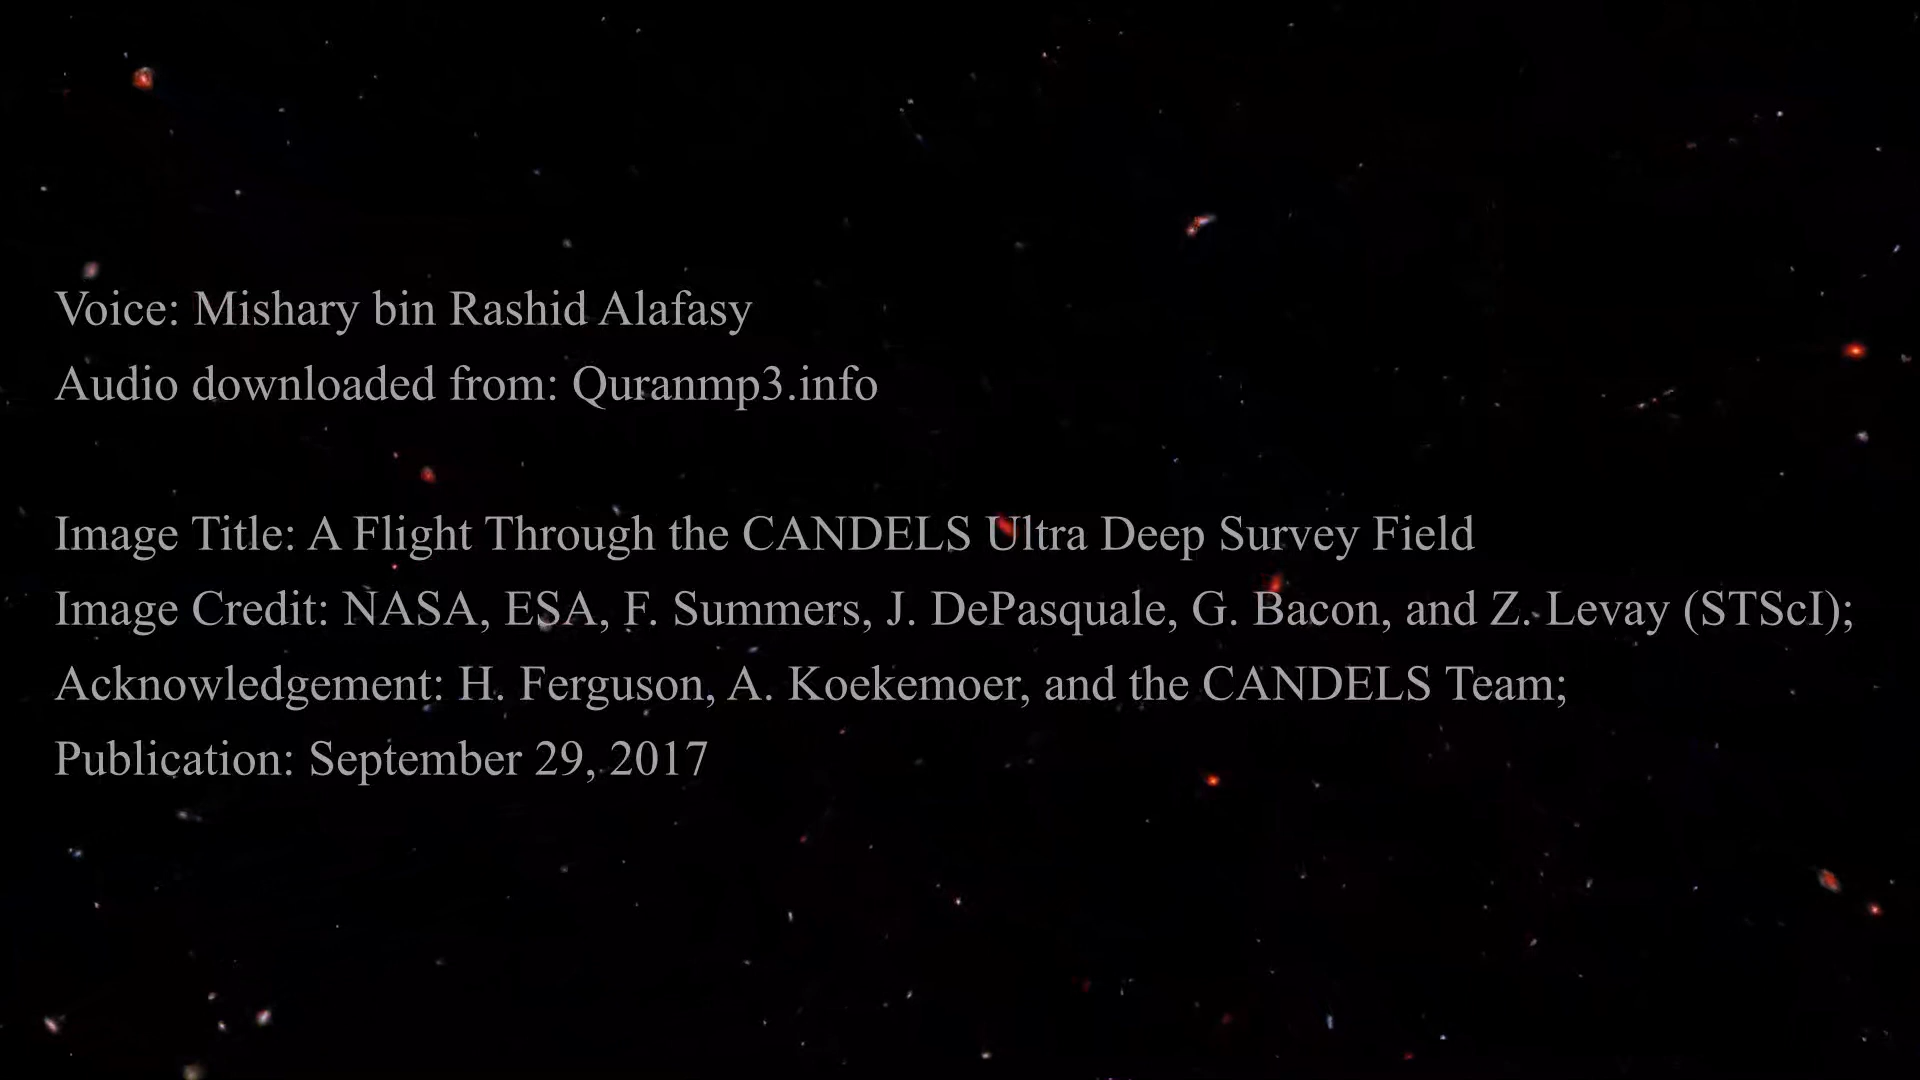 Voice: Mishary bin Rashid Alafasy
Audio downloaded from: Quranmp3.info
Image Title: A Flight Through the CANDELS Ultra Deep Survey Field
Image Credit: NASA, ESA, F. Summers, J. DePasquale, G. Bacon, and Z. Levay (STScI);
Acknowledgement: H. Ferguson, A. Koekemoer, and the CANDELS Team;
Publication: September 29, 2017